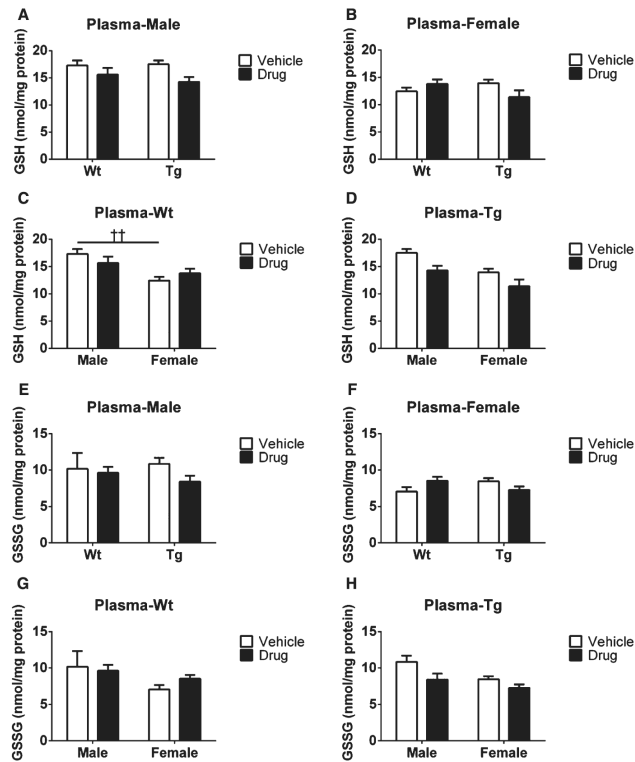 A
Plasma-Male
GSH (nmol/mg protein)
20
15
10
5
0
Wt
Tg
Vehicle
Drug
B
Plasma-Female
GSH (nmol/mg protein)
20
15
10
5
0
Wt
Tg
Vehicle
Drug
C
Plasma-Wt
GSH (nmol/mg protein)
20
15
10
5
0
††
Male
Female
Vehicle
Drug
D
Plasma-Tg
GSH (nmol/mg protein)
20
15
10
5
0
Male
Female
Vehicle
Drug
E
Plasma-Male
GSSG (nmol/mg protein)
15
10
5
0
Wt
Tg
Vehicle
Drug
F
Plasma-Female
GSSG (nmol/mg protein)
15
10
5
0
Wt
Tg
Vehicle
Drug
G
Plasma-Wt
GSSG (nmol/mg protein)
15
10
5
0
Male
Female
Vehicle
Drug
H
Plasma-Tg
GSSG (nmol/mg protein)
15
10
5
0
Male
Female
Vehicle
Drug